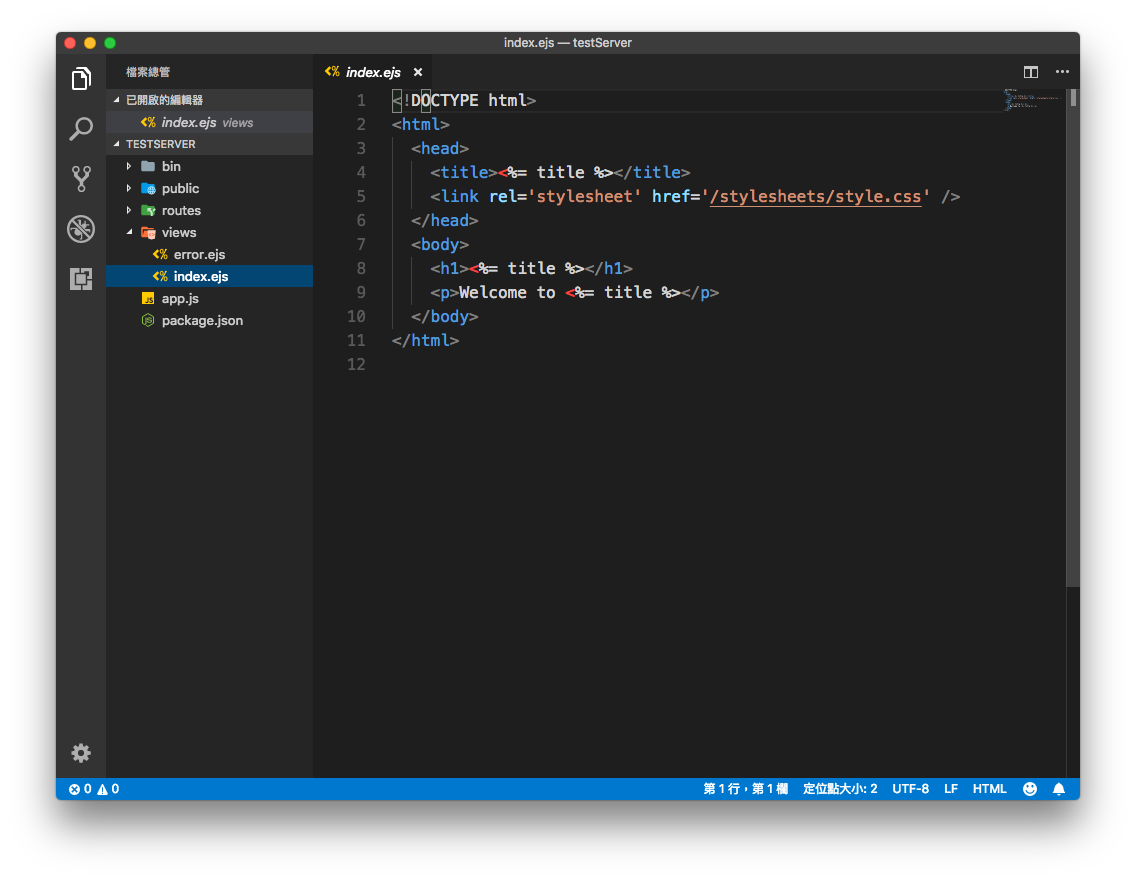 index.ejs — testServer
檔案總管
已開啟的編輯器
index.ejs views
TESTSERVER
bin
public
routes
views
error.ejs
index.ejs
app.js
package.json
index.ejs
1 <!DOCTYPE html>
2 <html>
3   <head>
4     <title><%= title %></title>
5     <link rel='stylesheet' href='/stylesheets/style.css' />
6   </head>
7   <body>
8     <h1><%= title %></h1>
9     <p>Welcome to <%= title %></p>
10   </body>
11 </html>
12
0 0 第 1 行，第 1 欄 定位點大小: 2 UTF-8 LF HTML